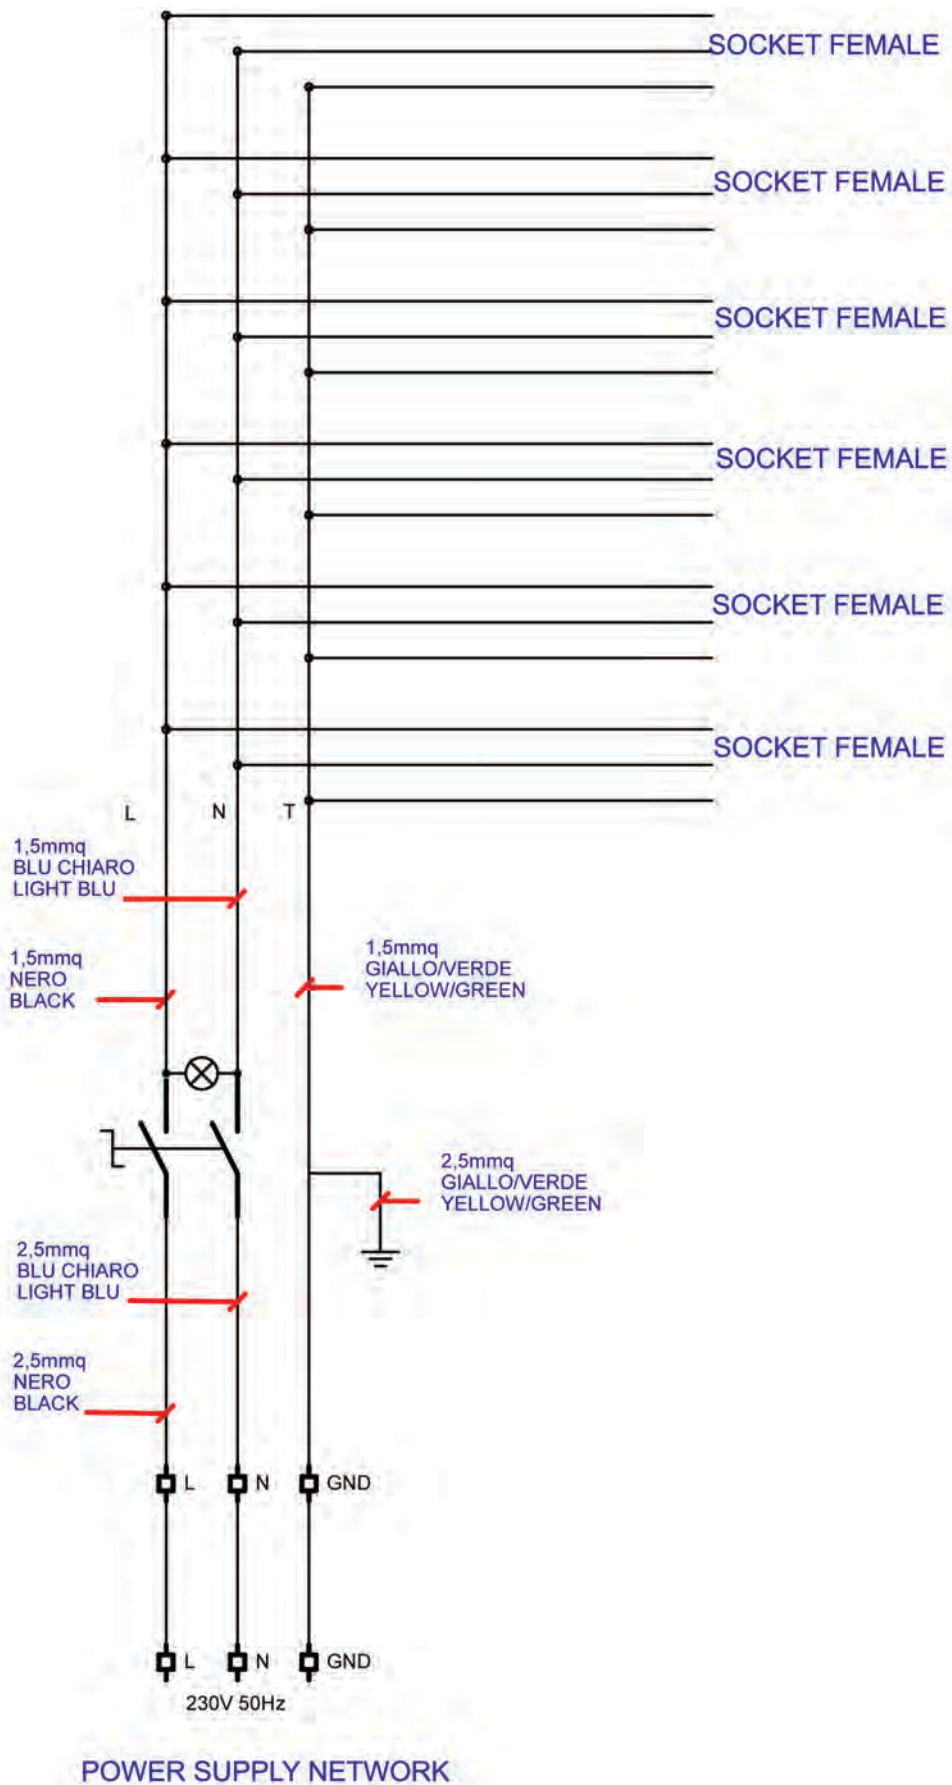 SOCKET FEMALE
SOCKET FEMALE
SOCKET FEMALE
SOCKET FEMALE
SOCKET FEMALE
SOCKET FEMALE
L
N
T
1,5mmq
BLU CHIARO
LIGHT BLU
1,5mmq
NERO
BLACK
1,5mmq
GIALLO/VERDE
YELLOW/GREEN
2,5mmq
GIALLO/VERDE
YELLOW/GREEN
2,5mmq
BLU CHIARO
LIGHT BLU
2,5mmq
NERO
BLACK
L
N
GND
L
N
GND
230V 50Hz
POWER SUPPLY NETWORK